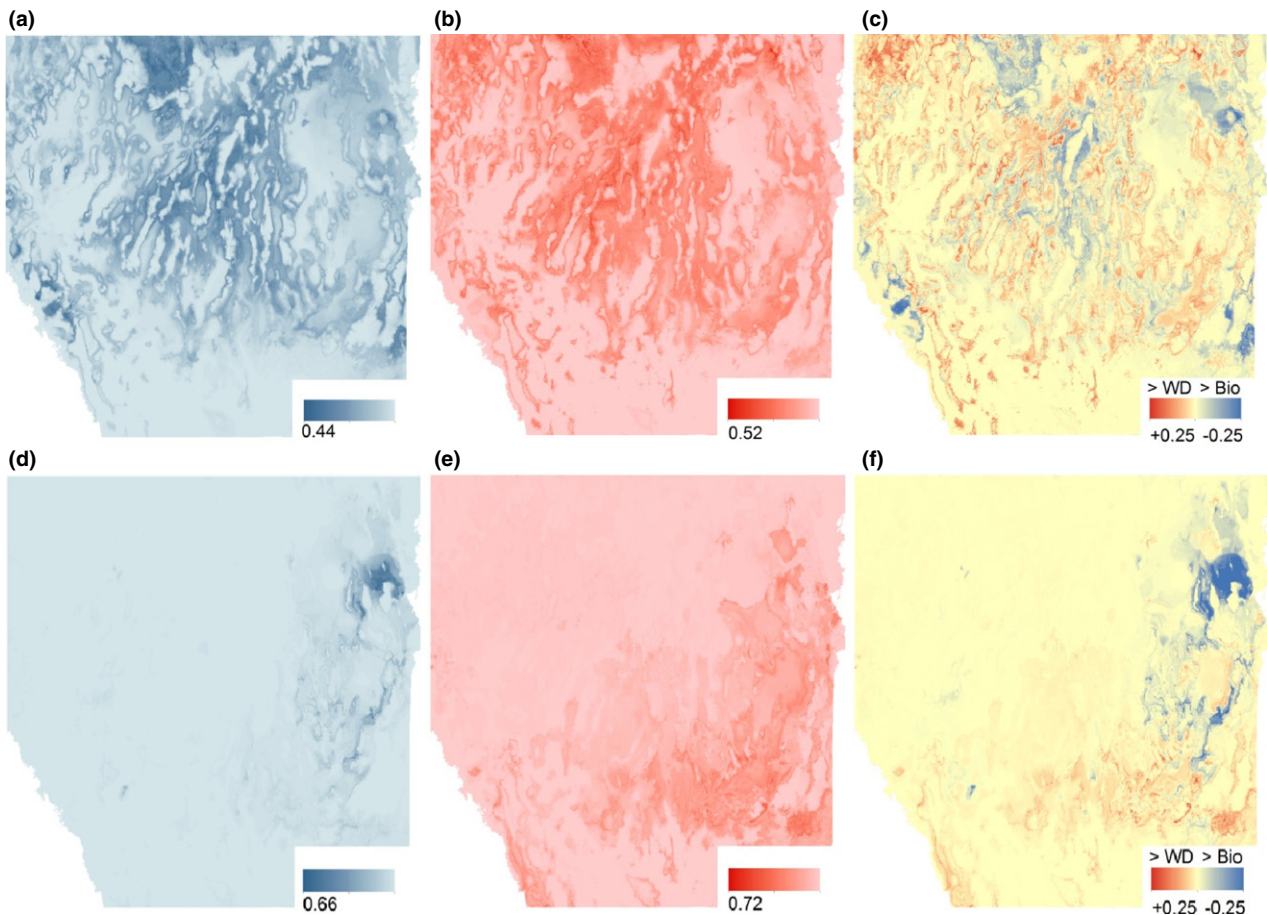 (a)
(b)
(c)
0.44
0.52
> WD > Bio
+0.25 -0.25
(d)
(e)
(f)
0.66
0.72
> WD > Bio
+0.25 -0.25